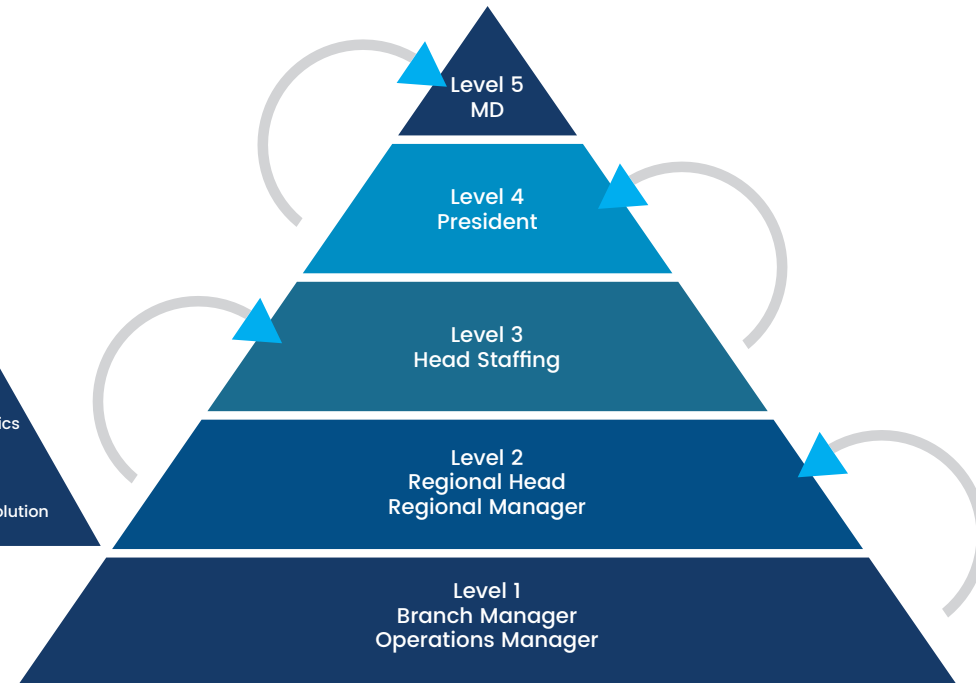 Level 5
MD
Level 4
President
Level 3
Head Staffing
Level 2
Regional Head
Regional Manager
Level 1
Branch Manager
Operations Manager